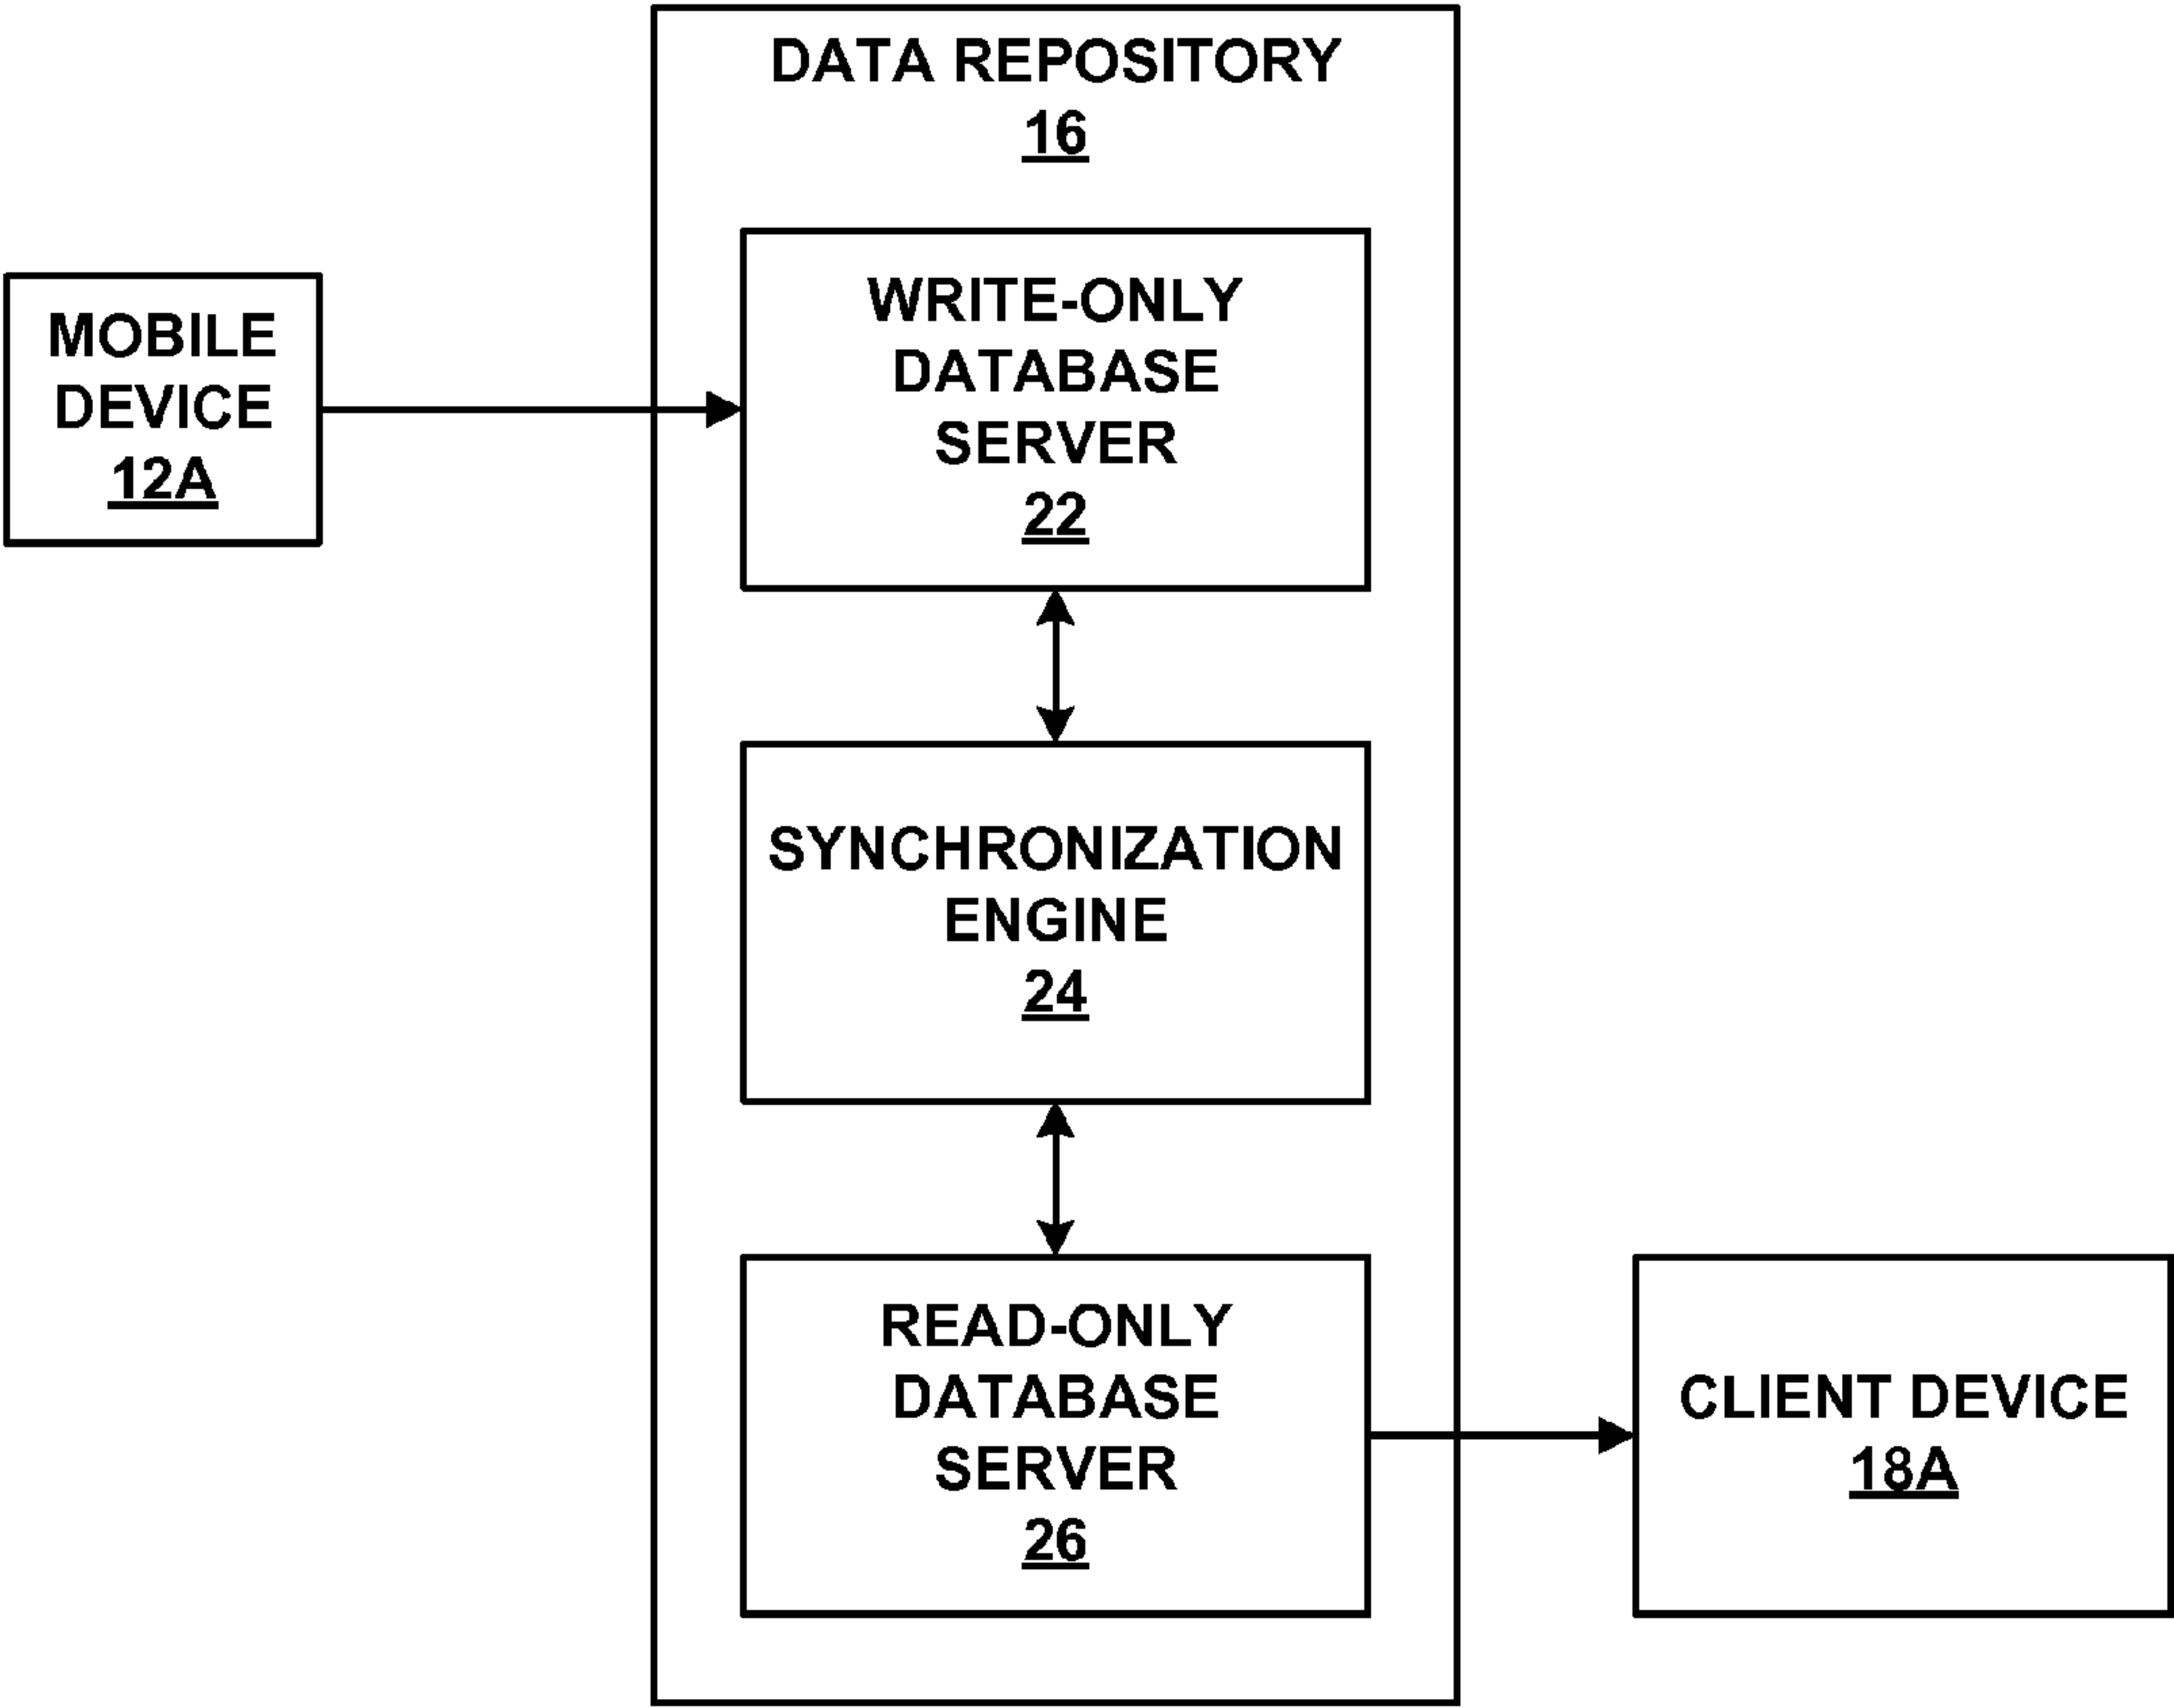 DATA REPOSITORY
16
MOBILE
DEVICE
12A
WRITE-ONLY
DATABASE
SERVER
22
SYNCHRONIZATION
ENGINE
24
READ-ONLY
DATABASE
SERVER
26
CLIENT DEVICE
18A